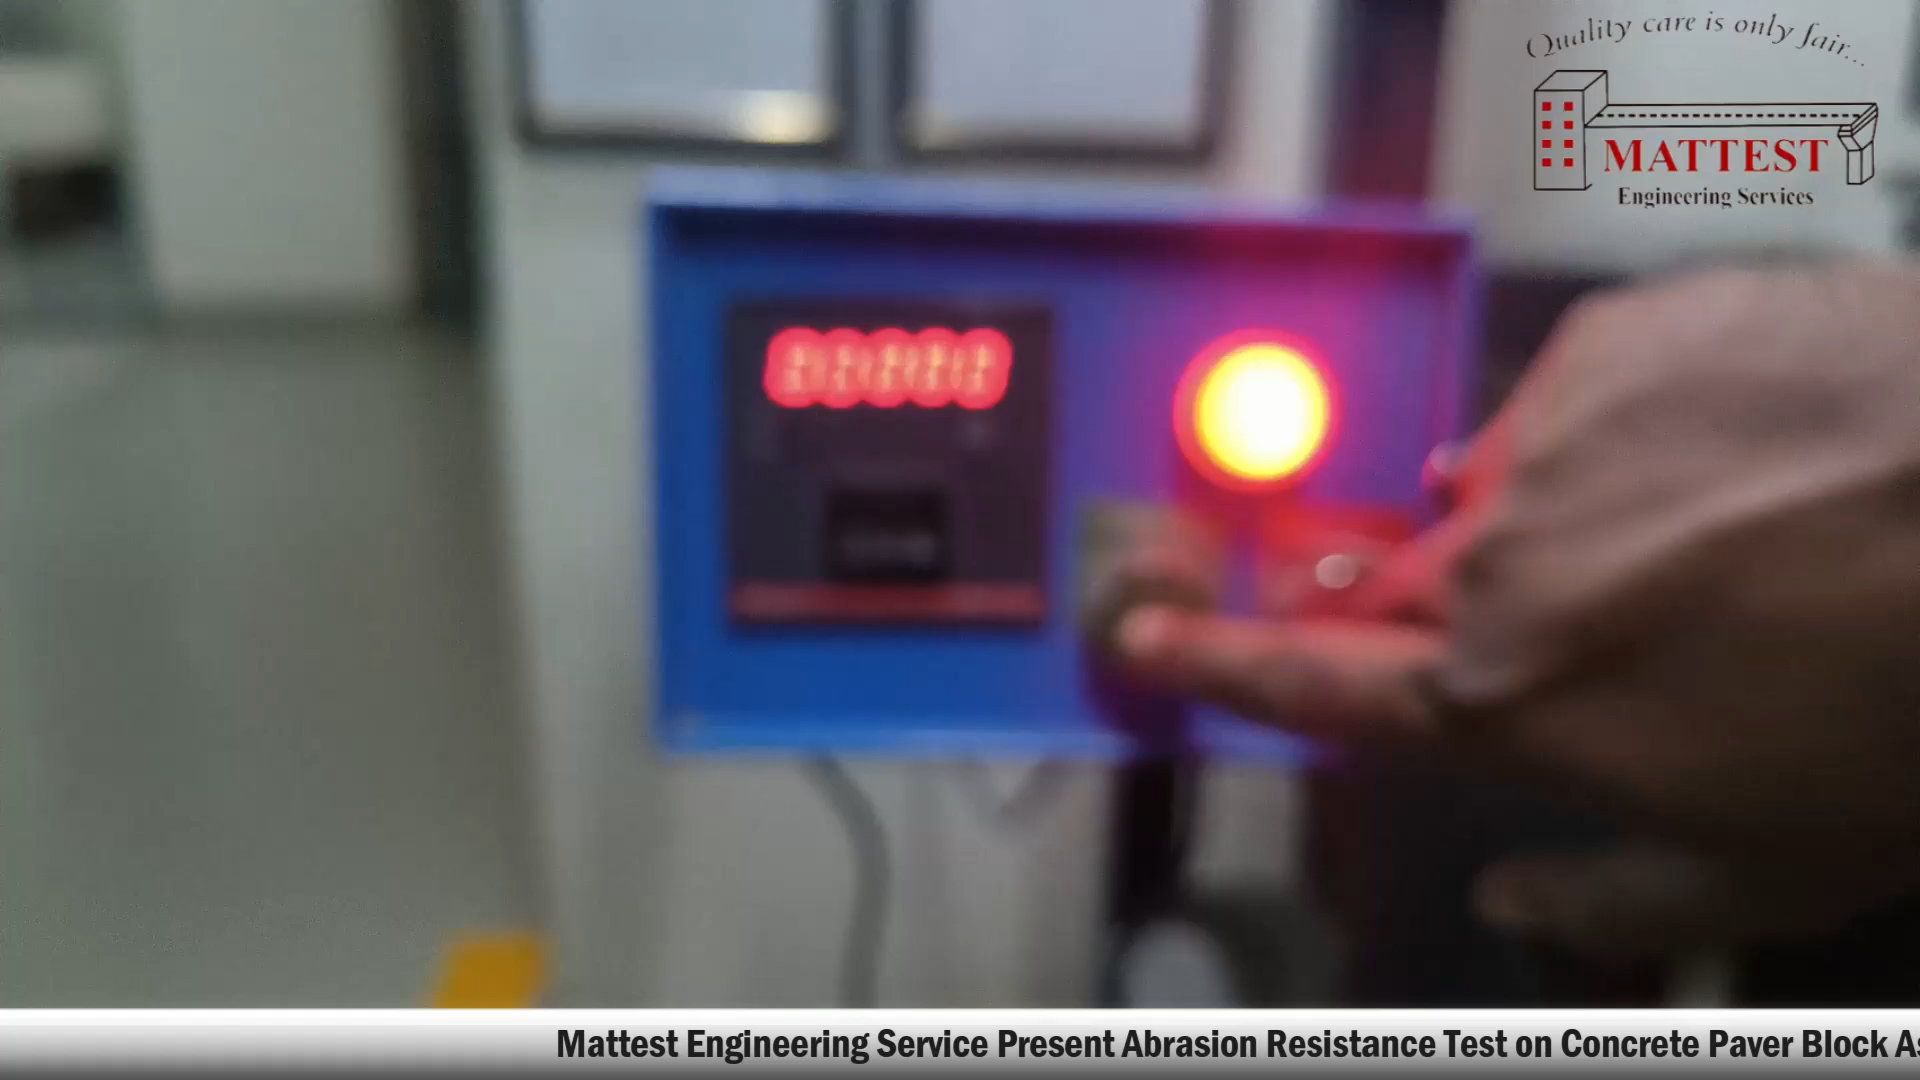 Quality care is only fair...
MATTEST
Engineering Services
Mattest Engineering Service Present Abrasion Resistance Test on Concrete Paver Block